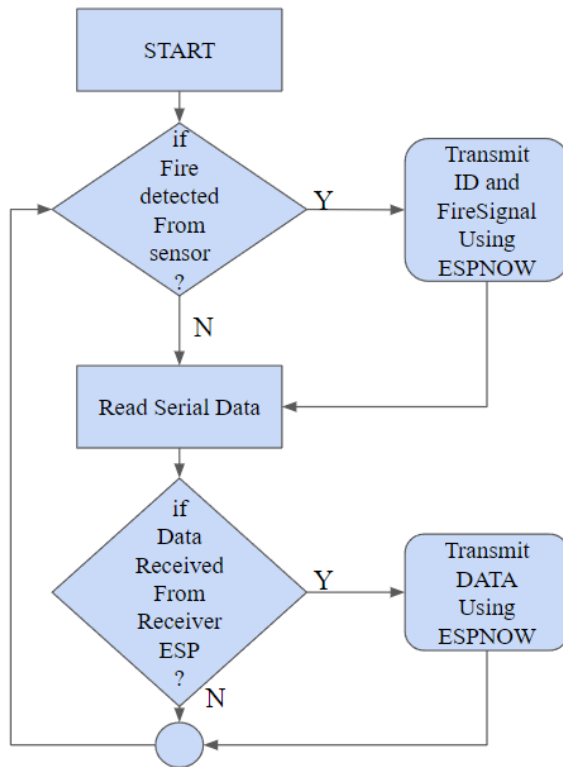 START
if
Fire
detected
From
sensor
?
Y
Transmit
ID and
FireSignal
Using
ESPNOW
N
Read Serial Data
if
Data
Received
From
Receiver
ESP
?
Y
Transmit
DATA
Using
ESPNOW
N